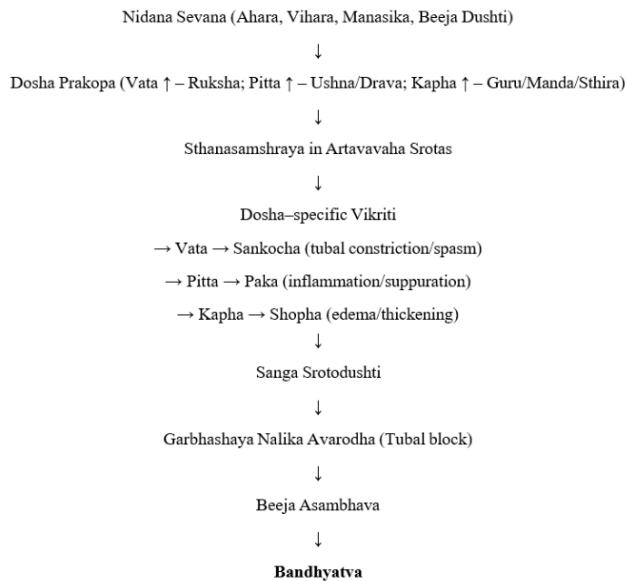 Nidana Sevana (Ahara, Vihara, Manasika, Beeja Dushti)
↓
Dosha Prakopa (Vata ↑ – Ruksha; Pitta ↑ – Ushna/Drava; Kapha ↑ – Guru/Manda/Sthira)
↓
Sthanasamshraya in Artavavaha Srotas
↓
Dosha–specific Vikriti
→ Vata → Sankocha (tubal constriction/spasm)
→ Pitta → Paka (inflammation/suppuration)
→ Kapha → Shopha (edema/thickening)
↓
Sanga Srotodushti
↓
Garbhashaya Nalika Avarodha (Tubal block)
↓
Beeja Asambhava
↓
Bandhyatva